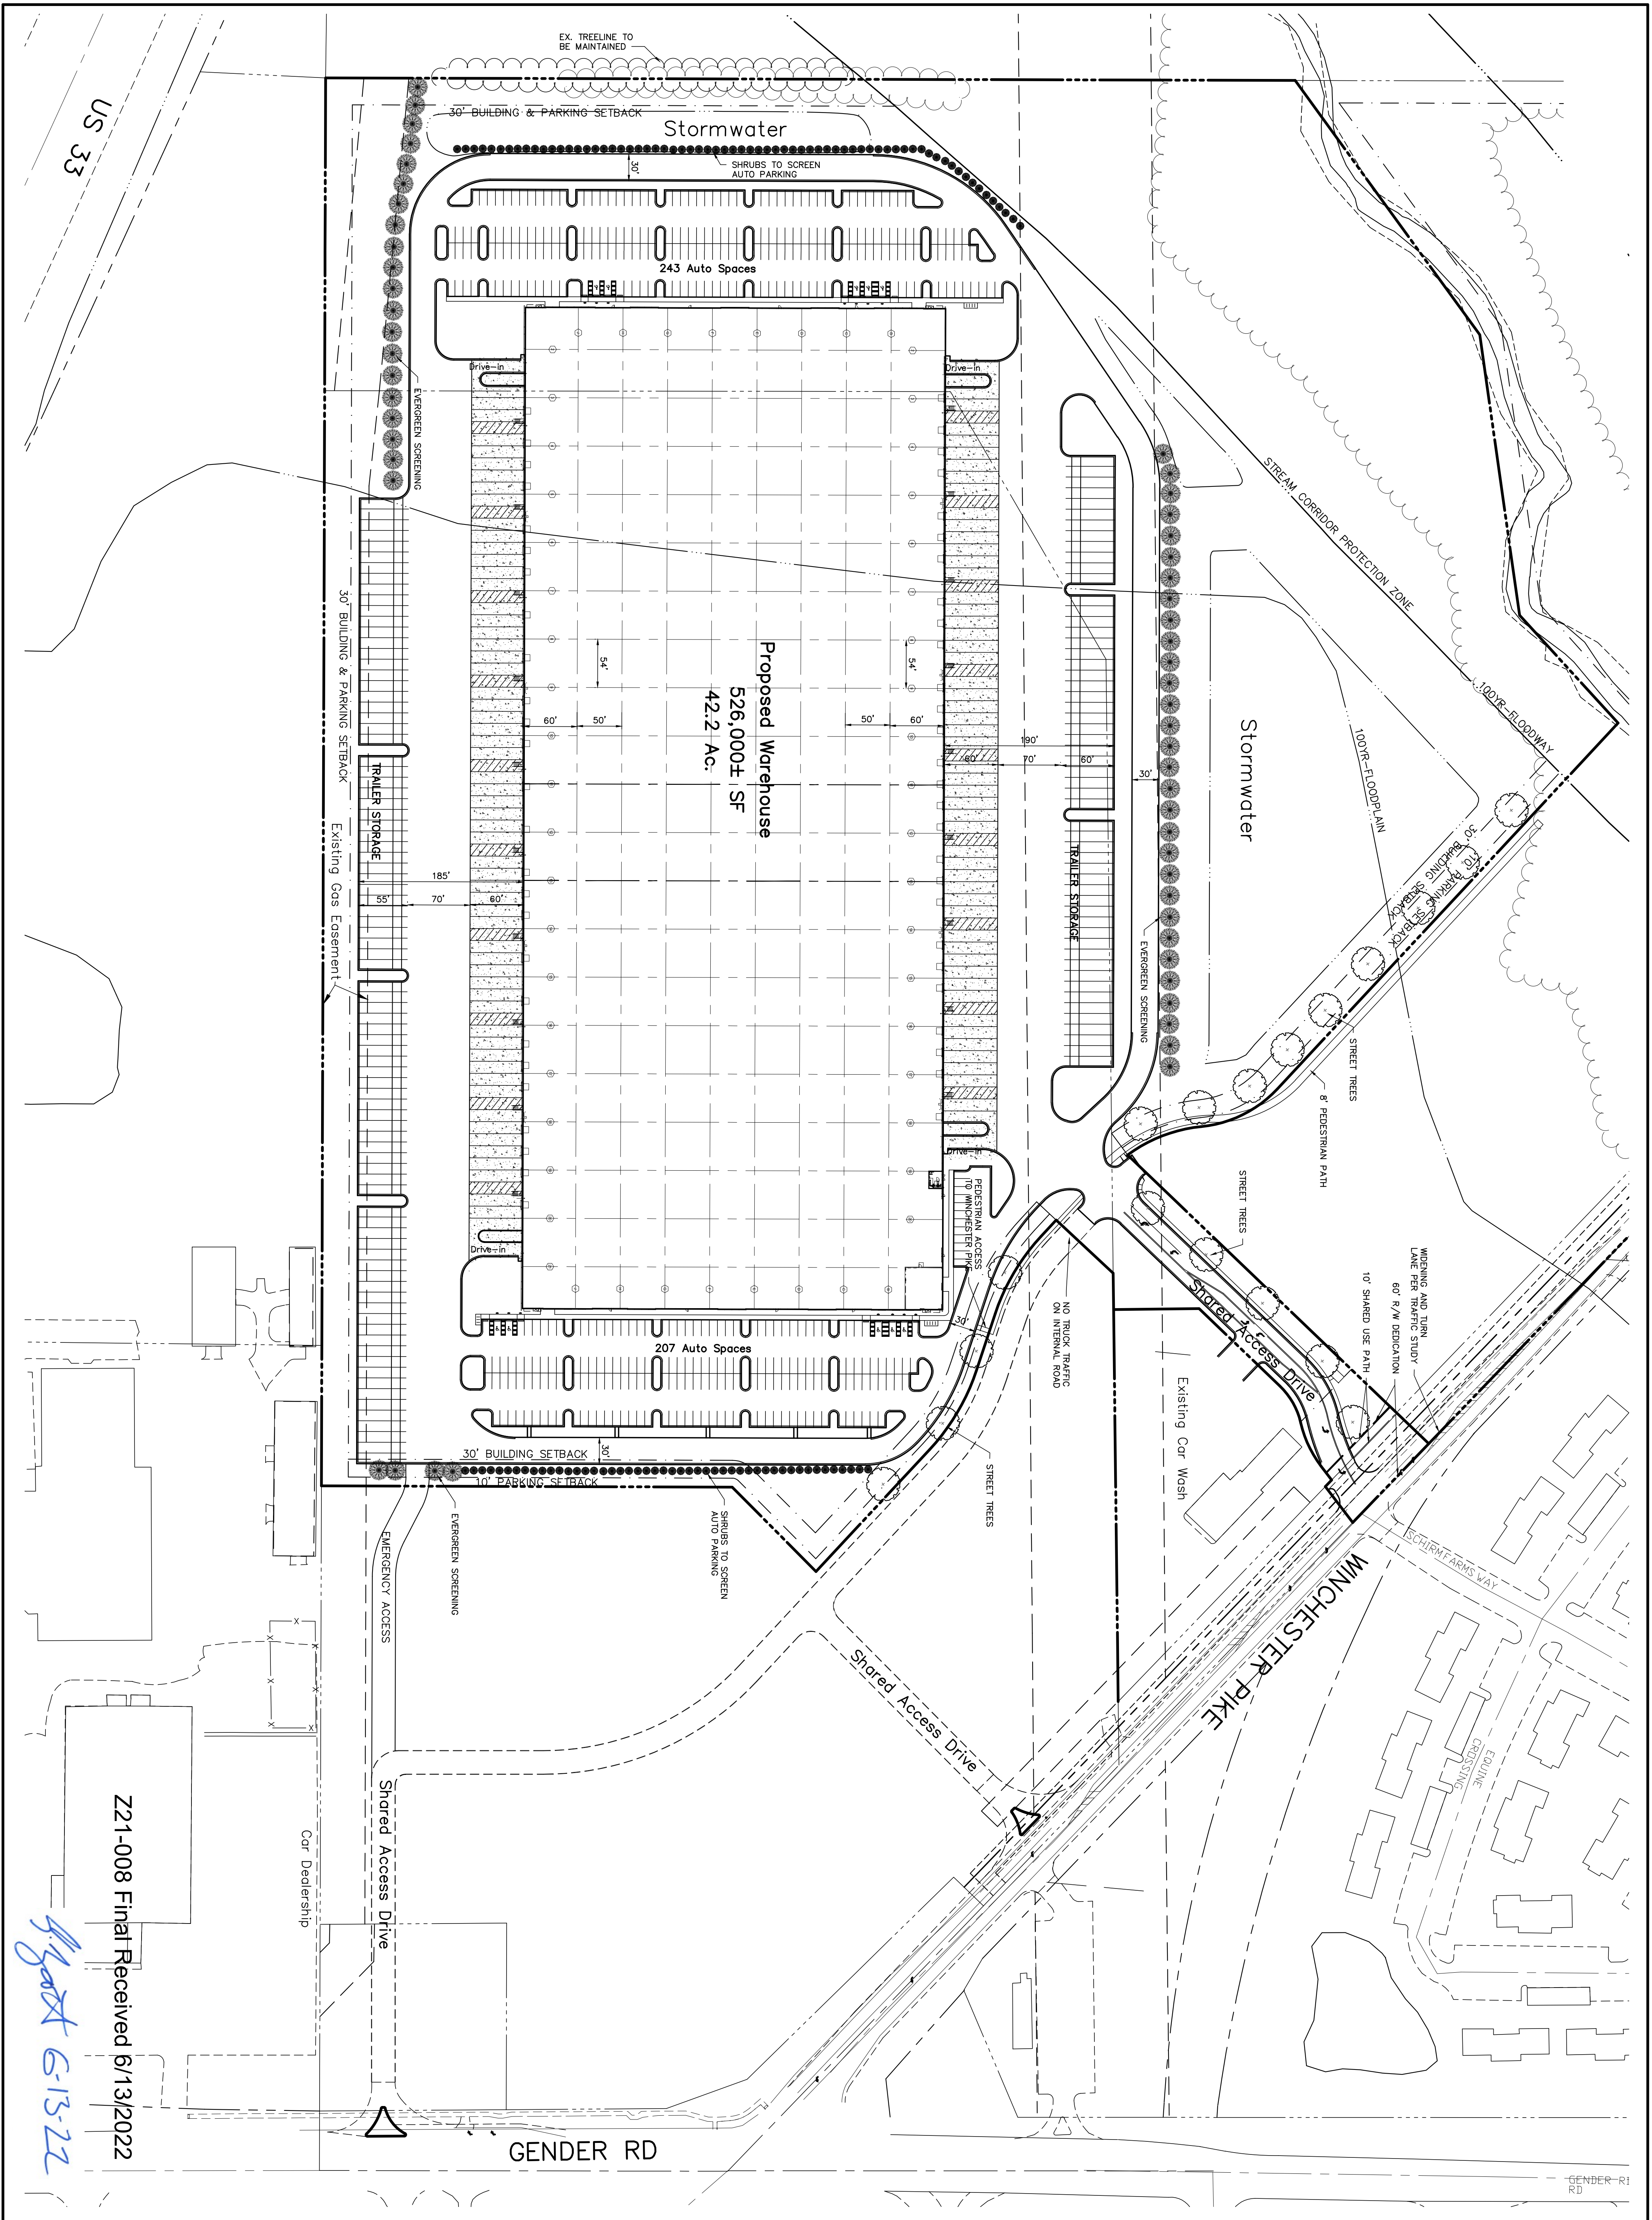 EX. TREELINE TO
BE MAINTAINED
US 33
30' BUILDING & PARKING SETBACK
Stormwater
SHRUBS TO SCREEN
AUTO PARKING
30'
243 Auto Spaces
EVERGREEN SCREENING
Drive-in
Drive-in
STREAM CORRIDOR PROTECTION ZONE
100YR-FLOODWAY
100YR-FLOODPLAIN
30' BUILDING & PARKING SETBACK
54'
54'
Proposed Warehouse
526,000± SF
42.2 Ac.
60'
50'
50'
60'
190'
60'
70'
60'
30'
Stormwater
TRAILER STORAGE
TRAILER STORAGE
Existing Gas Easement
185'
55'
70'
60'
EVERGREEN SCREENING
10' PARKING SETBACK
30' BUILDING SETBACK
STREET TREES
8' PEDESTRIAN PATH
STREET TREES
Drive-in
Drive-in
PEDESTRIAN ACCESS
TO WINCHESTER PIKE
NO TRUCK TRAFFIC
ON INTERNAL ROAD
WIDENING AND TURN
LANE PER TRAFFIC STUDY
60' R/W DEDICATION
10' SHARED USE PATH
Shared Access Drive
30'
207 Auto Spaces
Existing Car Wash
30' BUILDING SETBACK
30'
10' PARKING SETBACK
STREET TREES
SHRUBS TO SCREEN
AUTO PARKING
EVERGREEN SCREENING
EMERGENCY ACCESS
WINCHESTER PIKE
SCHIRM FARMS WAY
EQUINE
CROSSING
Shared Access Drive
Shared Access Drive
Car Dealership
GENDER RD
GENDER R
RD
Z21-008 Final Received 6/13/2022
6-13-22